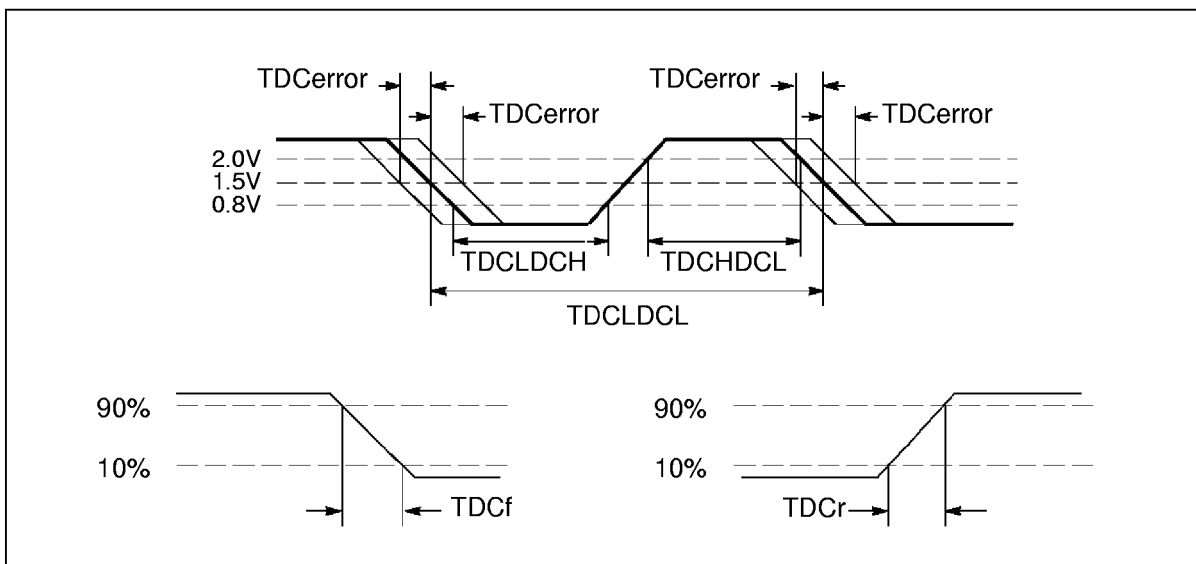 TDCerror
TDCerror
TDCerror
TDCerror
2.0V
1.5V
0.8V
TDCLDCH
TDCHDCL
TDCLDCL
90%
10%
TDCf
90%
10%
TDCr